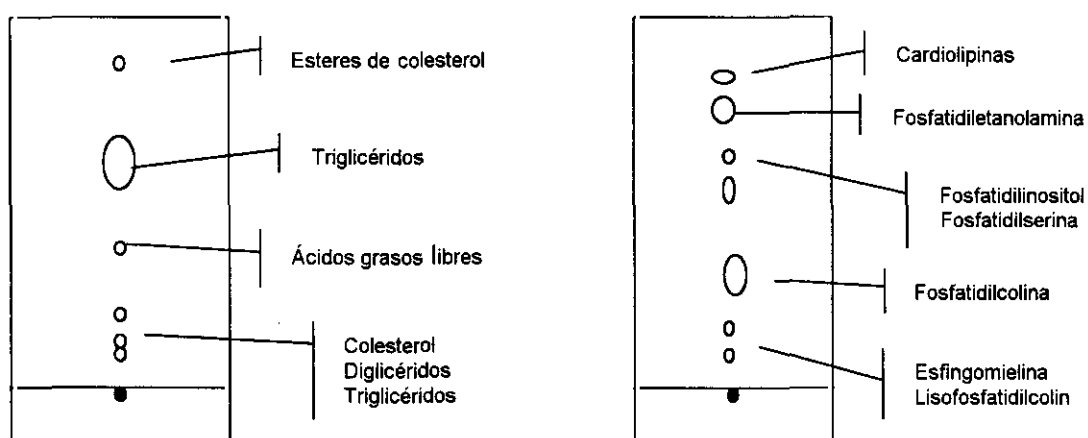 Esteres de colesterol
Triglicéridos
Ácidos grasos libres
Colesterol
Diglicéridos
Triglicéridos
Cardiolipinas
Fosfatidiletanolamina
Fosfatidilinositol
Fosfatidilserina
Fosfatidilcolina
Esfingomielina
Lisofosfatidilcolin